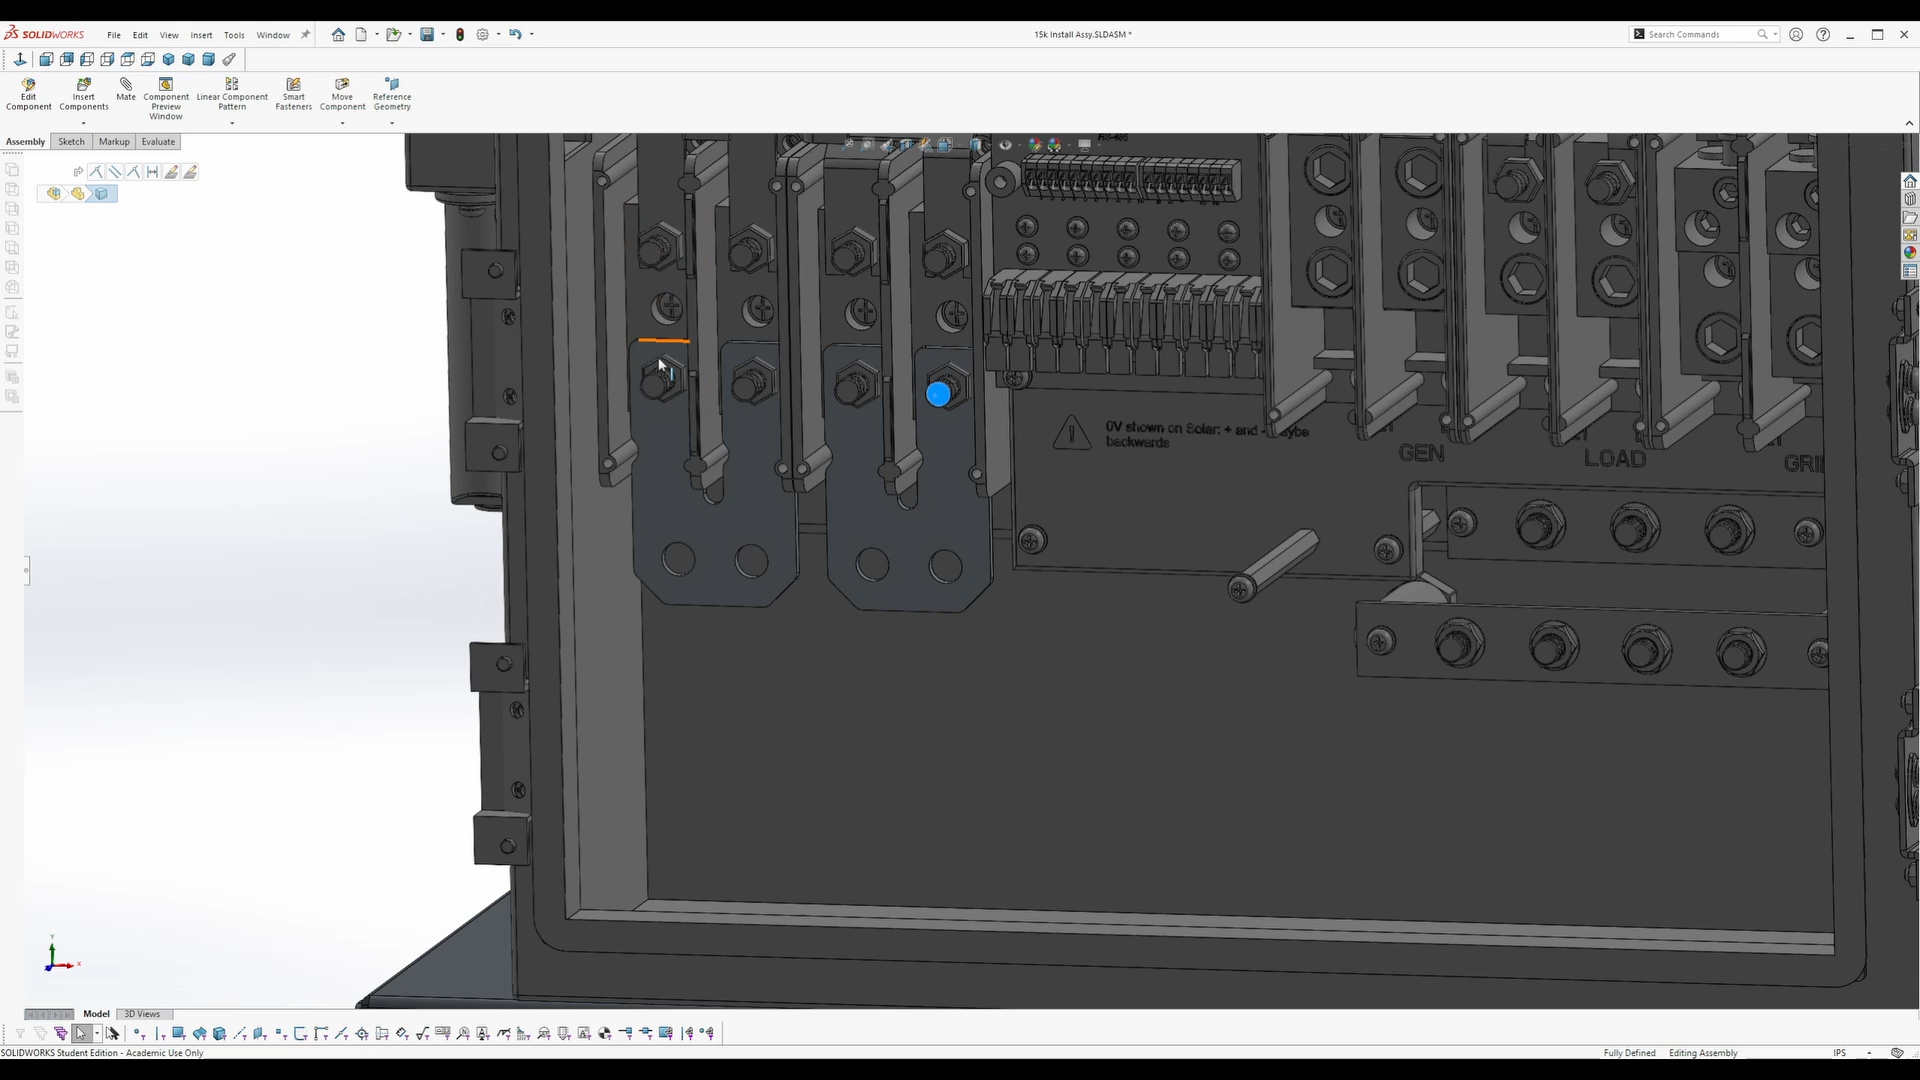 SOLIDWORKS
File Edit View Insert Tools Window
15k Install Assy.SLDASM *
Search Commands
Edit
Component
Insert
Components
Mate
Component
Preview
Window
Linear Component
Pattern
Smart
Fasteners
Move
Component
Reference
Geometry
Assembly Sketch Markup Evaluate
0V shown on Solar: + and -
backwards
GEN
LOAD
GRI
Y
X
Model 3D Views
SOLIDWORKS Student Edition - Academic Use Only
Fully Defined Editing Assembly IPS